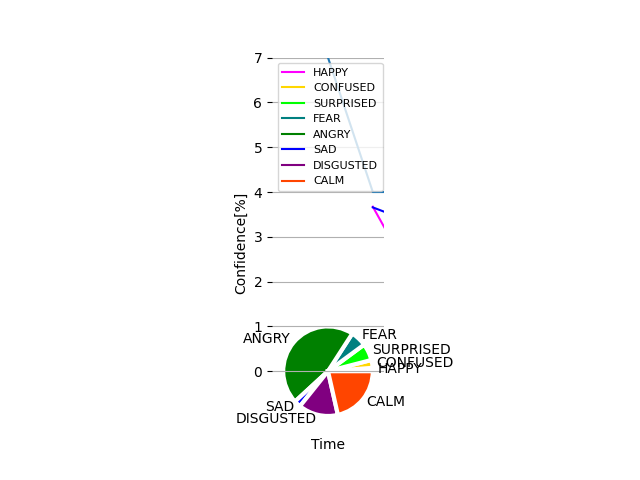 7
6
5
4
3
2
1
0
Confidence[%]
HAPPY
CONFUSED
SURPRISED
FEAR
ANGRY
SAD
DISGUSTED
CALM
ANGRY
FEAR
SURPRISED
CONFUSED
HAPPY
SAD
CALM
DISGUSTED
Time